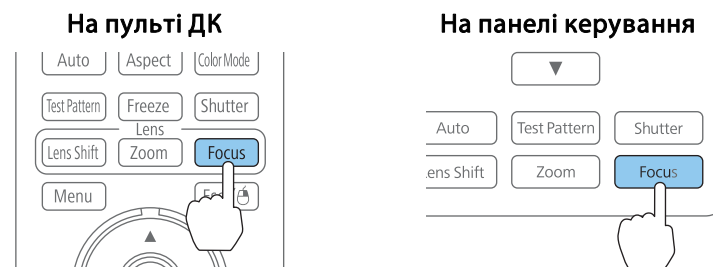 На пульті ДК
Auto Aspect Color Mode
Test Pattern Freeze Shutter
Lens
Lens Shift Zoom Focus
Menu Esc
На панелі керування
Auto Test Pattern Shutter
ens Shift Zoom Focus